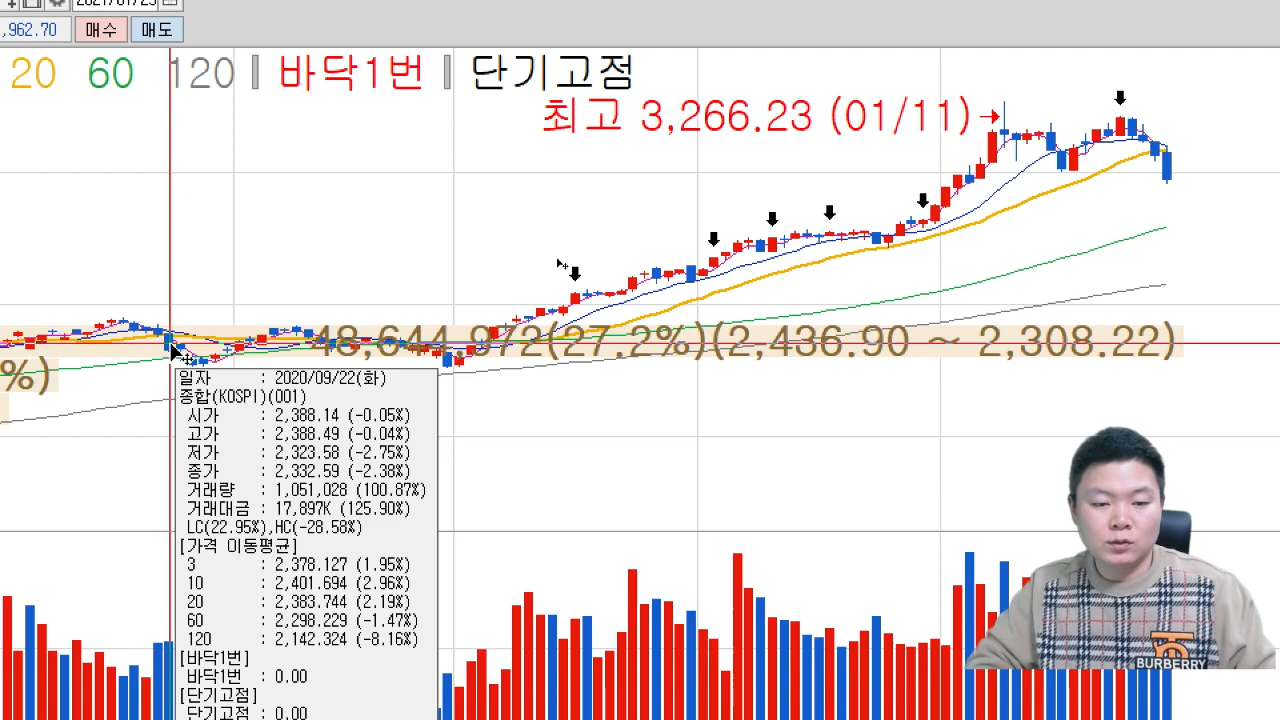 2021/01/25
,962.70 매수 매도
20 60 120 바닥1번 단기고점
최고 3,266.23 (01/11)
48,644,972(27.2%)(2,436.90 ~ 2,308.22)
%)
일자 : 2020/09/22(화)
종합(KOSPI)(001)
시가 : 2,388.14 (-0.05%)
고가 : 2,388.49 (-0.04%)
저가 : 2,323.58 (-2.75%)
종가 : 2,332.59 (-2.38%)
거래량 : 1,051,028 (100.87%)
거래대금 : 17,897K (125.90%)
LC(22.95%),HC(-28.58%)
[가격 이동평균]
3 : 2,378.127 (1.95%)
10 : 2,401.694 (2.96%)
20 : 2,383.744 (2.19%)
60 : 2,298.229 (-1.47%)
120 : 2,142.324 (-8.16%)
[바닥1번]
바닥1번 : 0.00
[단기고점]
단기고점 : 0.00
BURBERRY